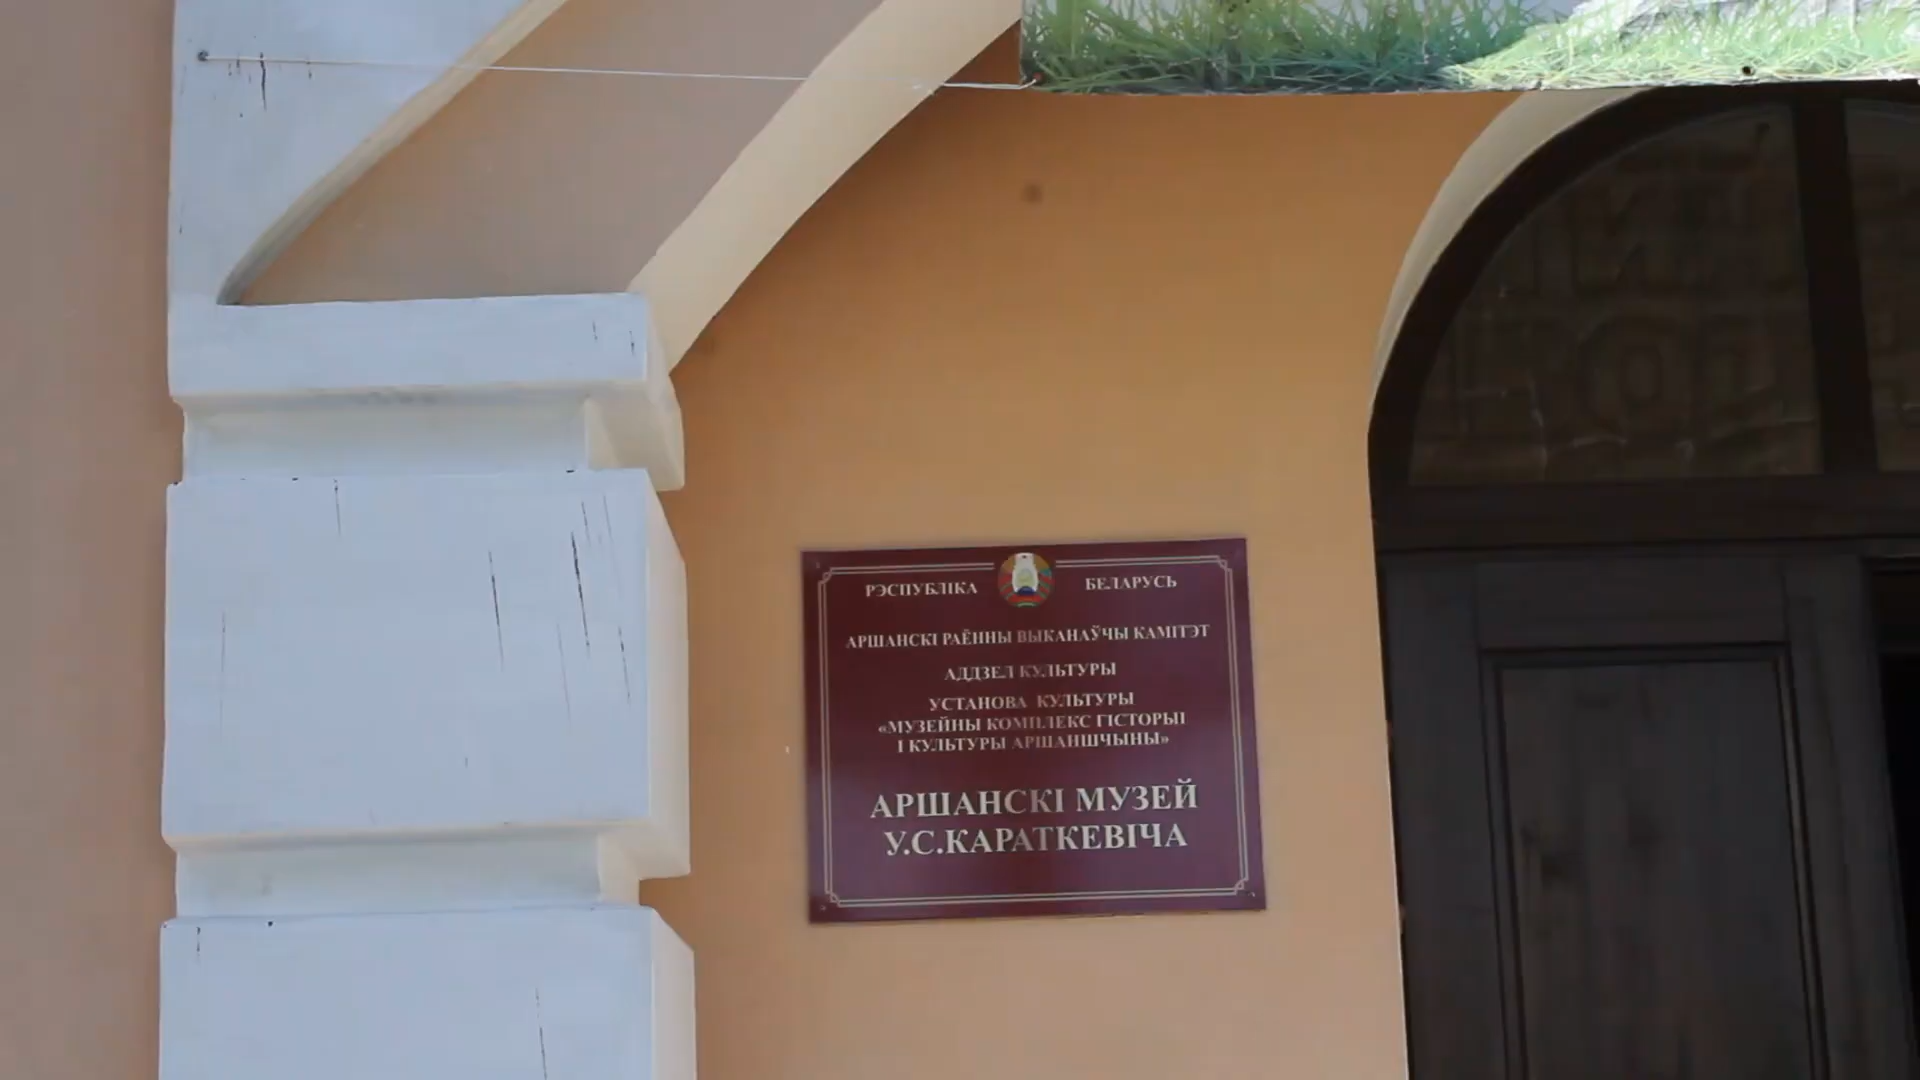 РЭСПУБЛІКА БЕЛАРУСЬ
АРШАНСКІ РАЁННЫ ВЫКАНАЎЧЫ КАМІТЭТ
АДДЗЕЛ КУЛЬТУРЫ
УСТАНОВА КУЛЬТУРЫ
«МУЗЕЙНЫ КОМПЛЕКС ГІСТОРЫІ
І КУЛЬТУРЫ АРШАНШЧЫНЫ»
АРШАНСКІ МУЗЕЙ
У.С.КАРАТКЕВІЧА